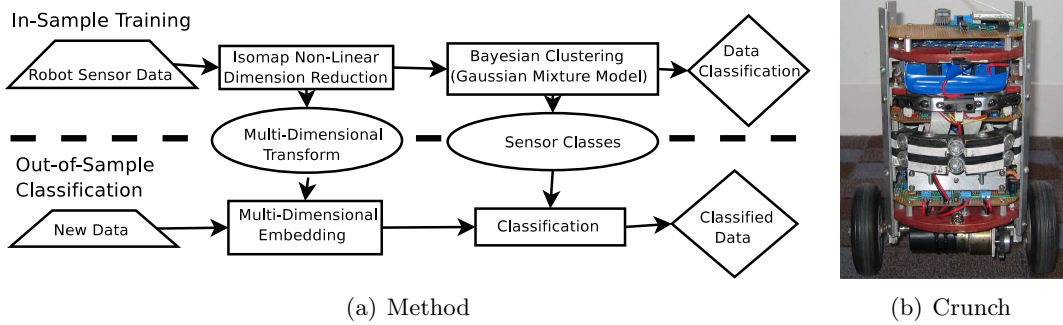 In-Sample Training
Robot Sensor Data
Isomap Non-Linear
Dimension Reduction
Bayesian Clustering
(Gaussian Mixture Model)
Data
Classification
Multi-Dimensional
Transform
Sensor Classes
Out-of-Sample
Classification
New Data
Multi-Dimensional
Embedding
Classification
Classified
Data
(a) Method
(b) Crunch